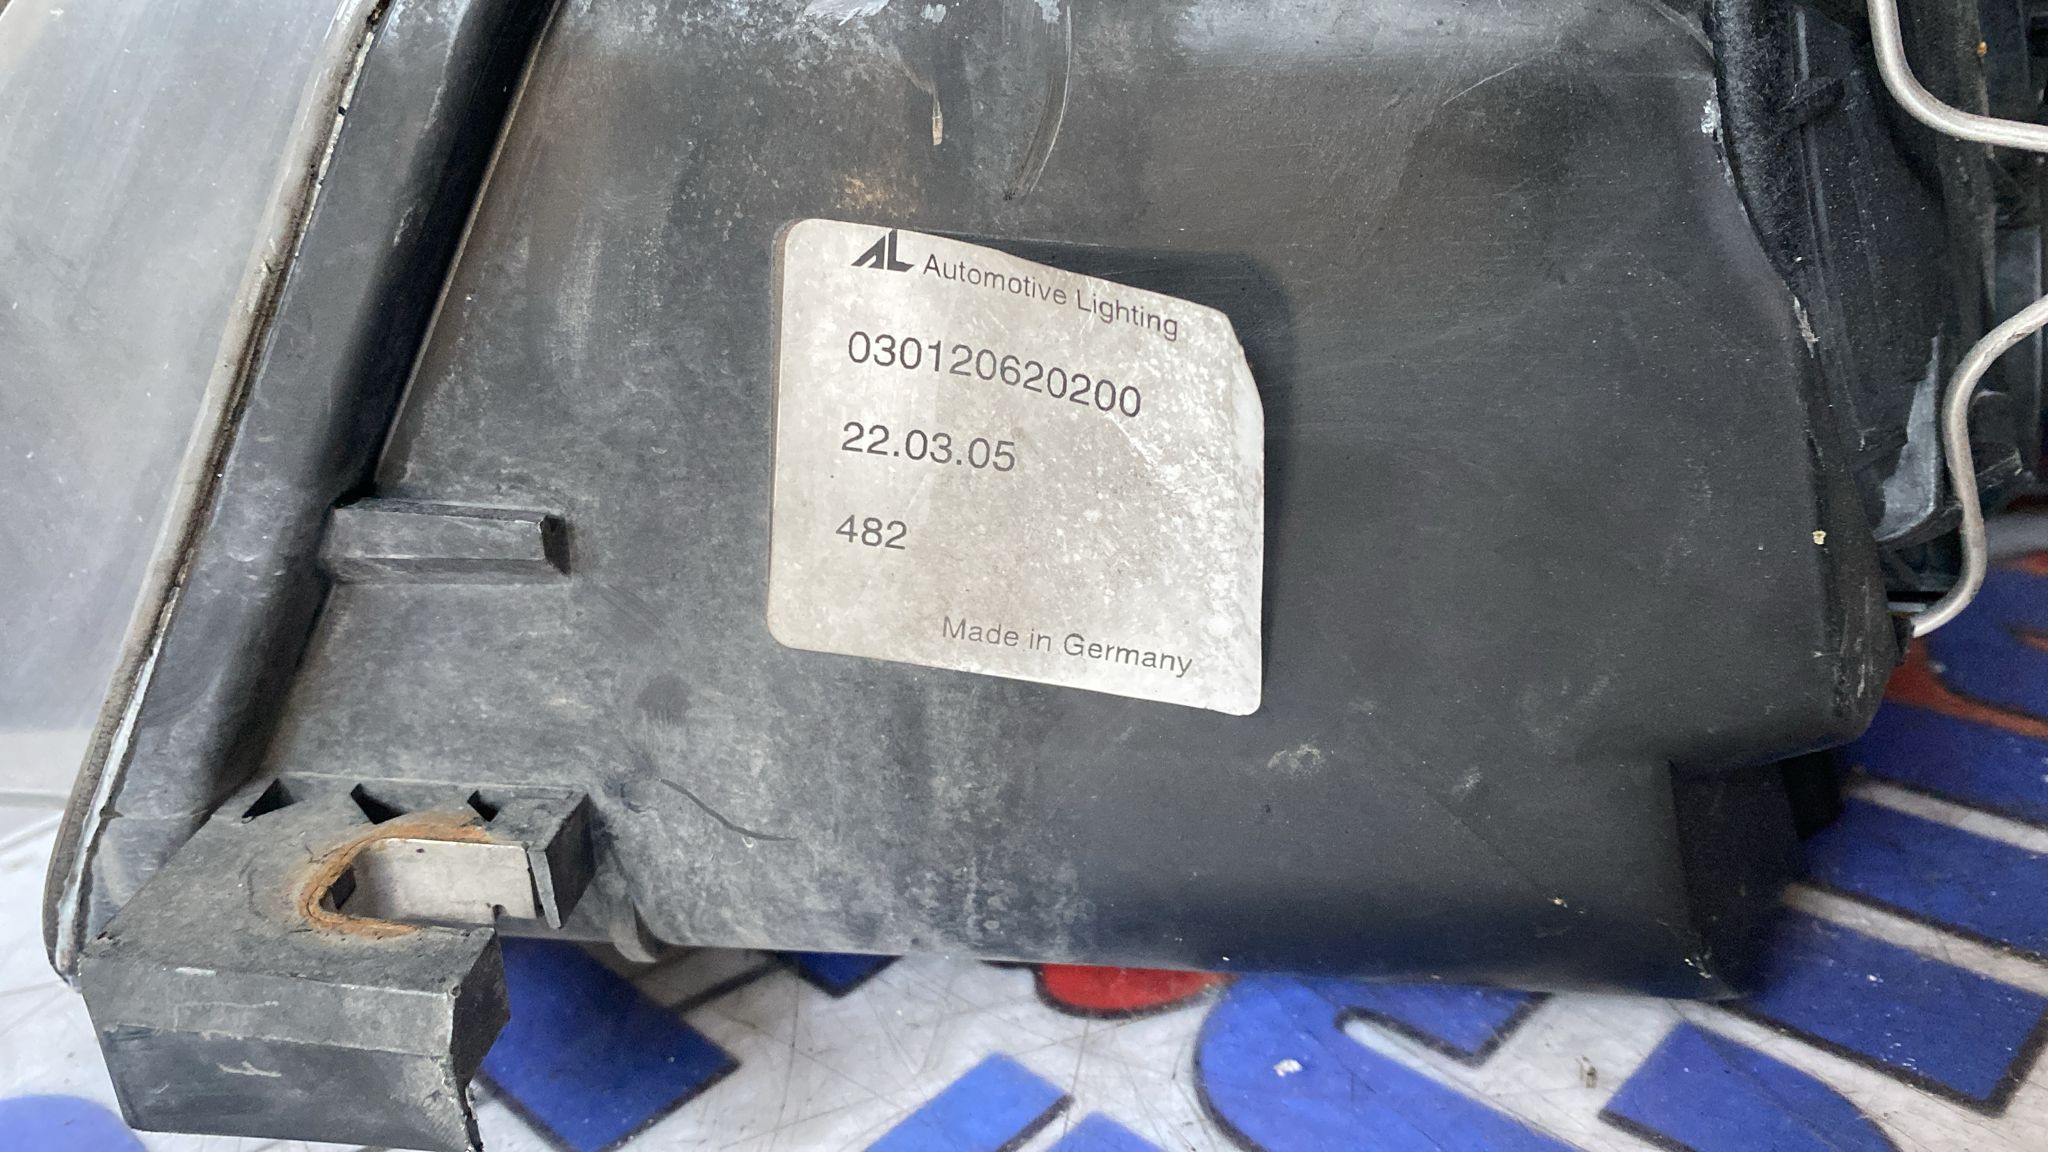 AL Automotive Lighting
030120620200
22.03.05
482
Made in Germany